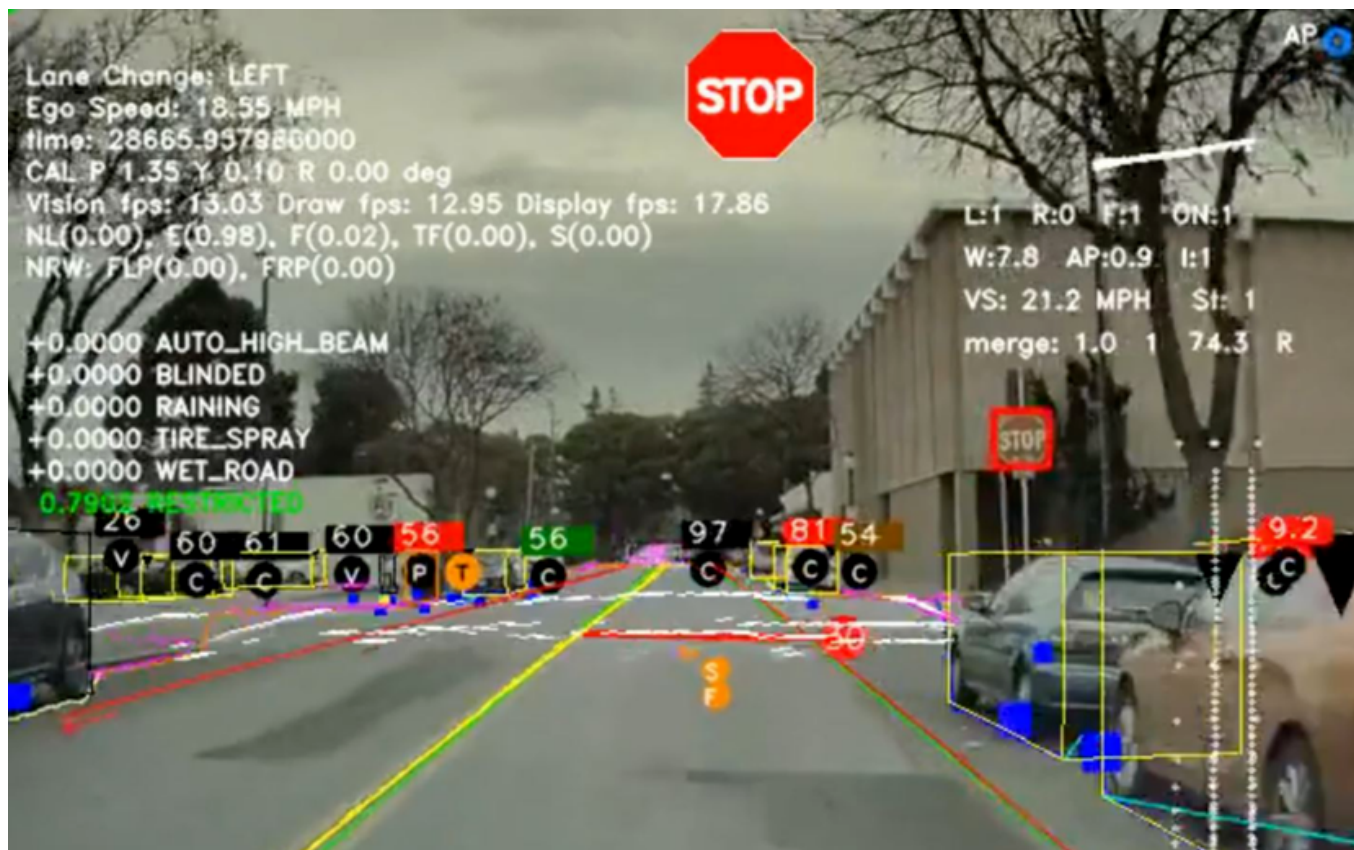 STOP
AP
Lane Change: LEFT
Ego Speed: 18.55 MPH
time: 28665.937980000
CAL P 1.35 Y 0.10 R 0.00 deg
Vision fps: 13.03 Draw fps: 12.95 Display fps: 17.86
NL(0.00), E(0.98), F(0.02), TF(0.00), S(0.00)
NRW: FLP(0.00), FRP(0.00)
L:1 R:0 F:1 ON:1
W:7.8 AP:0.9 I:1
VS: 21.2 MPH St: 1
merge: 1.0 1 74.3 R
+0.0000 AUTO_HIGH_BEAM
+0.0000 BLINDED
+0.0000 RAINING
+0.0000 TIRE_SPRAY
+0.0000 WET_ROAD
0.7902 RESTRICTED
STOP
26 60 61 60 56 56 97 81 54 9.2
V C C V P T C C C C L C
30
S
F